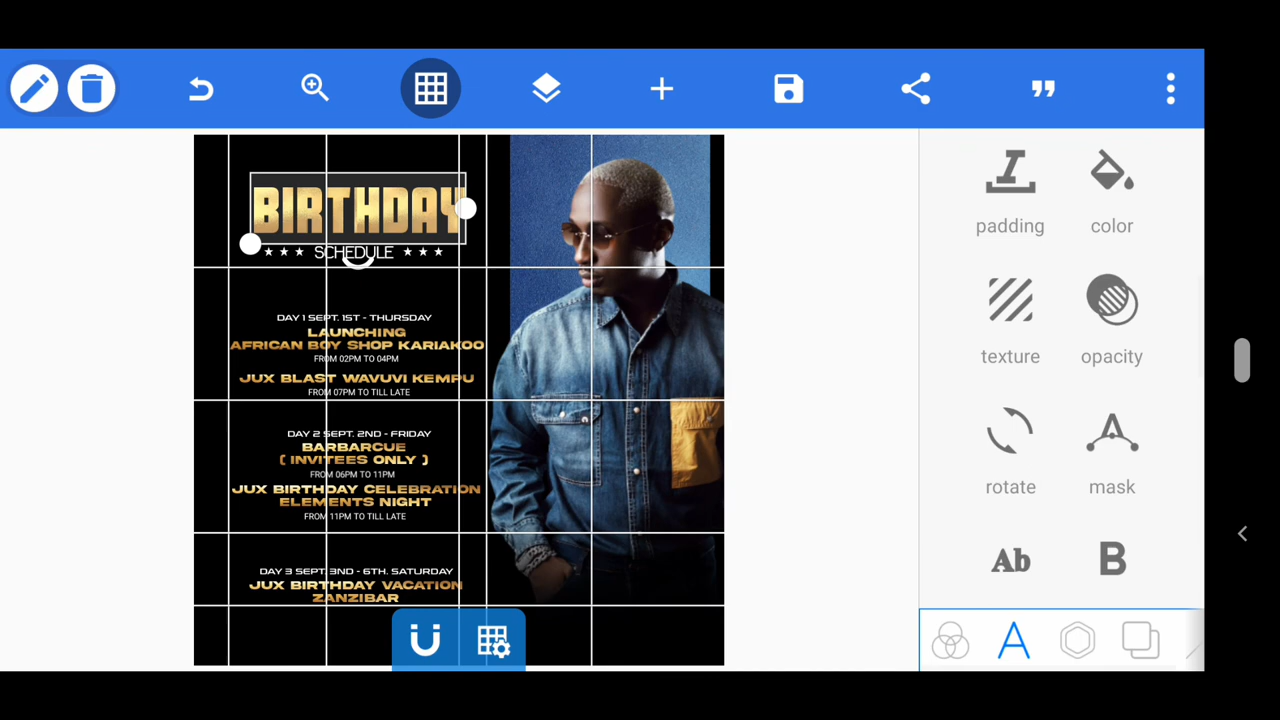 BIRTHDAY
SCHEDULE
DAY 1 SEPT. 1ST - THURSDAY
LAUNCHING
AFRICAN BOY SHOP KARIAKOO
FROM 02PM TO 04PM
JUX BLAST WAVUVI KEMPU
FROM 07PM TO TILL LATE
DAY 2 SEPT. 2ND - FRIDAY
BARBARCUE
( INVITEES ONLY )
FROM 06PM TO 11PM
JUX BIRTHDAY CELEBRATION
ELEMENTS NIGHT
FROM 11PM TO TILL LATE
DAY 3 SEPT. 3ND - 6TH. SATURDAY
JUX BIRTHDAY VACATION
ZANZIBAR
padding color
texture opacity
rotate mask
Ab B